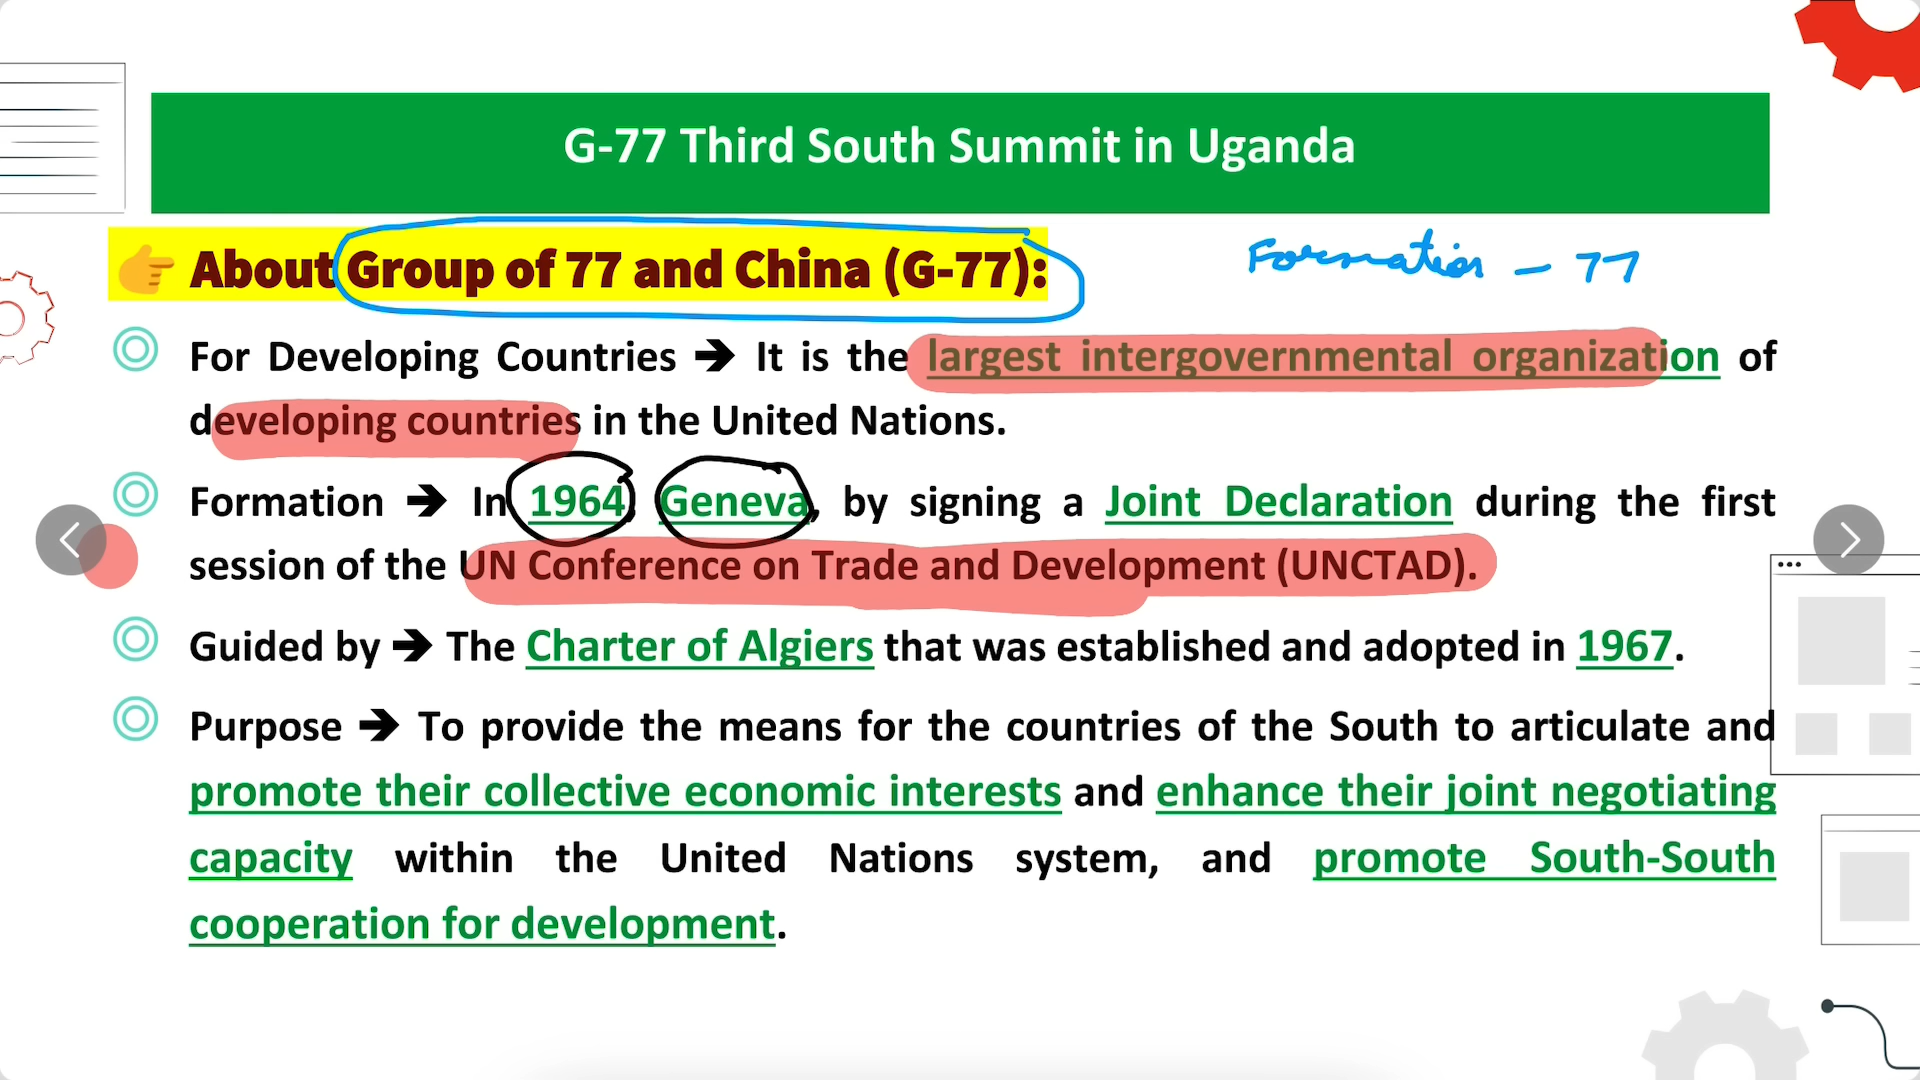 G-77 Third South Summit in Uganda
About Group of 77 and China (G-77):
Formation - 77
For Developing Countries → It is the largest intergovernmental organization of
developing countries in the United Nations.
Formation → In 1964, Geneva, by signing a Joint Declaration during the first
session of the UN Conference on Trade and Development (UNCTAD).
Guided by → The Charter of Algiers that was established and adopted in 1967.
Purpose → To provide the means for the countries of the South to articulate and
promote their collective economic interests and enhance their joint negotiating
capacity within the United Nations system, and promote South-South
cooperation for development.